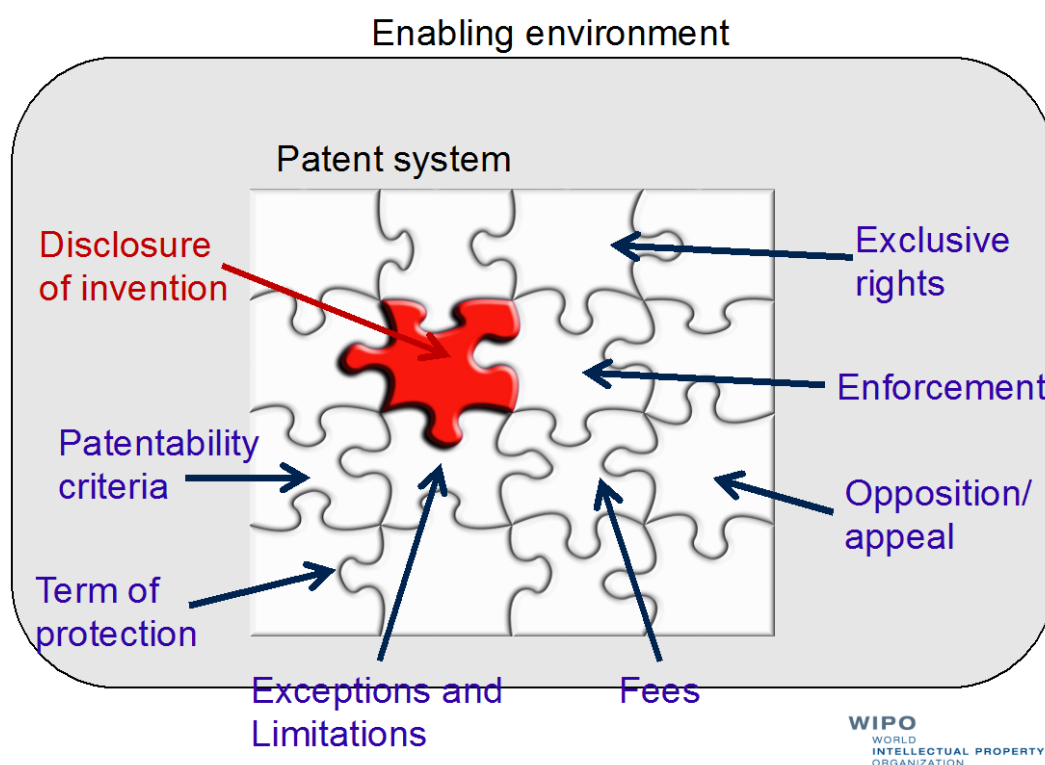 Enabling environment
Patent system
Disclosure
of invention
Exclusive
rights
Enforcement
Patentability
criteria
Opposition/
appeal
Term of
protection
Exceptions and
Limitations
Fees
WIPO
WORLD
INTELLECTUAL PROPERTY
ORGANIZATION